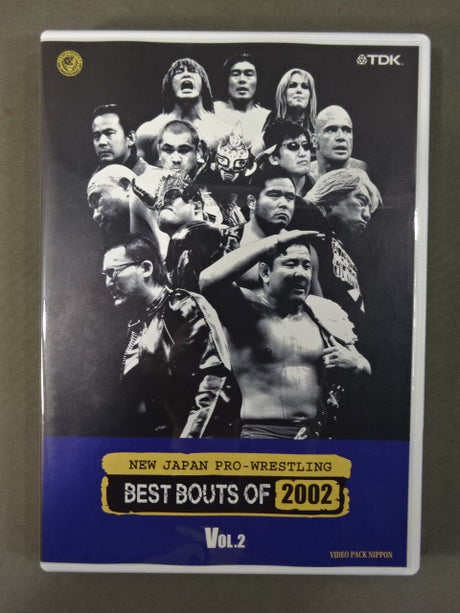 TDK
NEW JAPAN PRO-WRESTLING
BEST BOUTS OF 2002
VOL.2
VIDEO PACK NIPPON